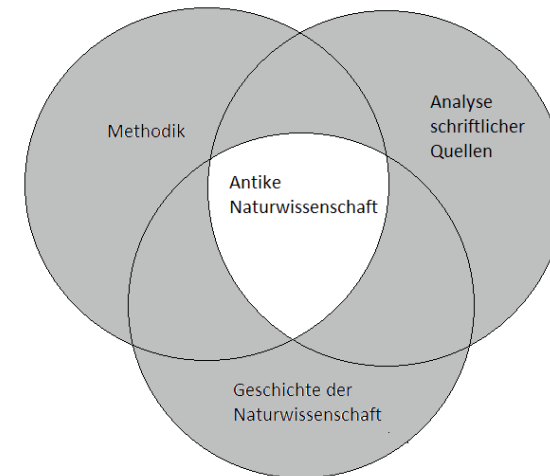 Methodik
Analyse
schriftlicher
Quellen
Antike
Naturwissenschaft
Geschichte der
Naturwissenschaft